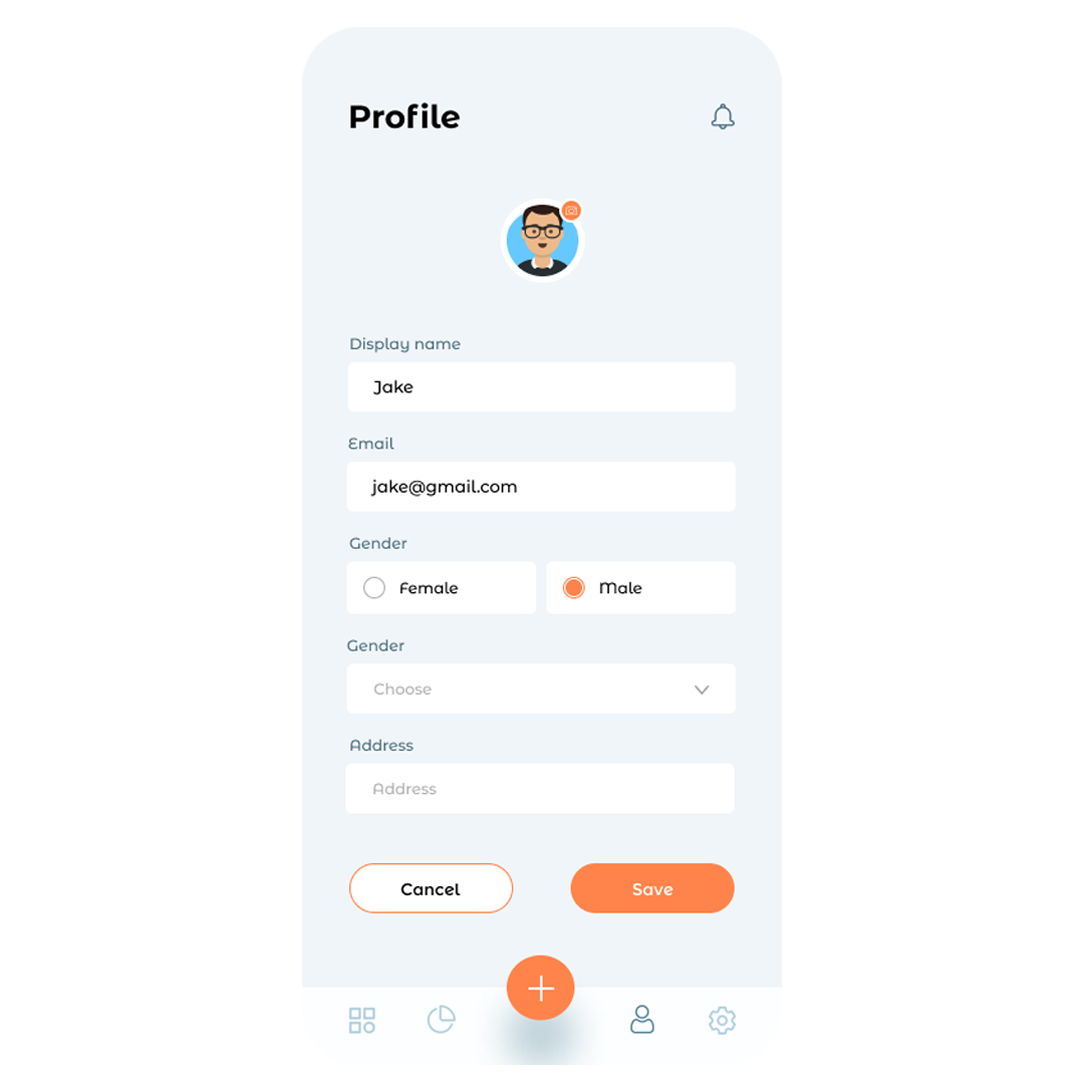 Profile
Display name
Jake
Email
jake@gmail.com
Gender
Female Male
Gender
Choose
Address
Address
Cancel Save